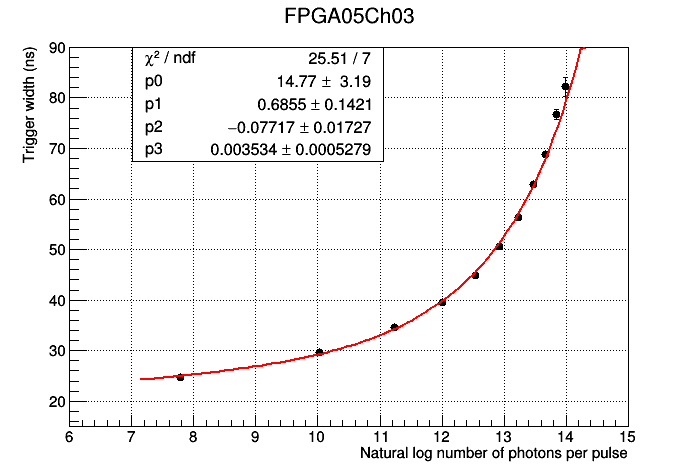 FPGA05Ch03
Trigger width (ns)
χ² / ndf 25.51 / 7
p0 14.77 ± 3.19
p1 0.6855 ± 0.1421
p2 −0.07717 ± 0.01727
p3 0.003534 ± 0.0005279
90
80
70
60
50
40
30
20
6 7 8 9 10 11 12 13 14 15
Natural log number of photons per pulse